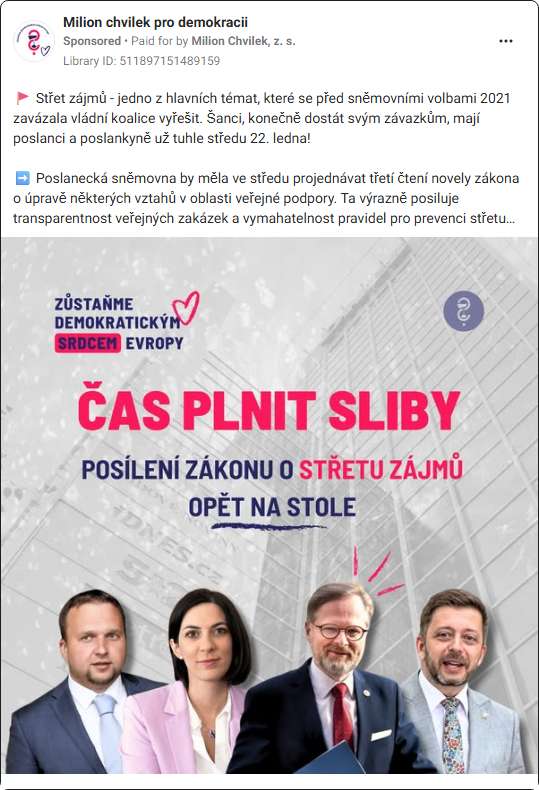 Milion chvilek pro demokracii
Sponsored • Paid for by Milion Chvilek, z. s.
Library ID: 511897151489159
🚩 Střet zájmů - jedno z hlavních témat, které se před sněmovními volbami 2021
zavázala vládní koalice vyřešit. Šanci, konečně dostát svým závazkům, mají
poslanci a poslankyně už tuhle středu 22. ledna!
➡️ Poslanecká sněmovna by měla ve středu projednávat třetí čtení novely zákona
o úpravě některých vztahů v oblasti veřejné podpory. Ta výrazně posiluje
transparentnost veřejných zakázek a vymahatelnost pravidel pro prevenci střetu...
ZŮSTAŇME
DEMOKRATICKÝM
SRDCEM EVROPY
ČAS PLNIT SLIBY
POSÍLENÍ ZÁKONU O STŘETU ZÁJMŮ
OPĚT NA STOLE
iDNES.cz